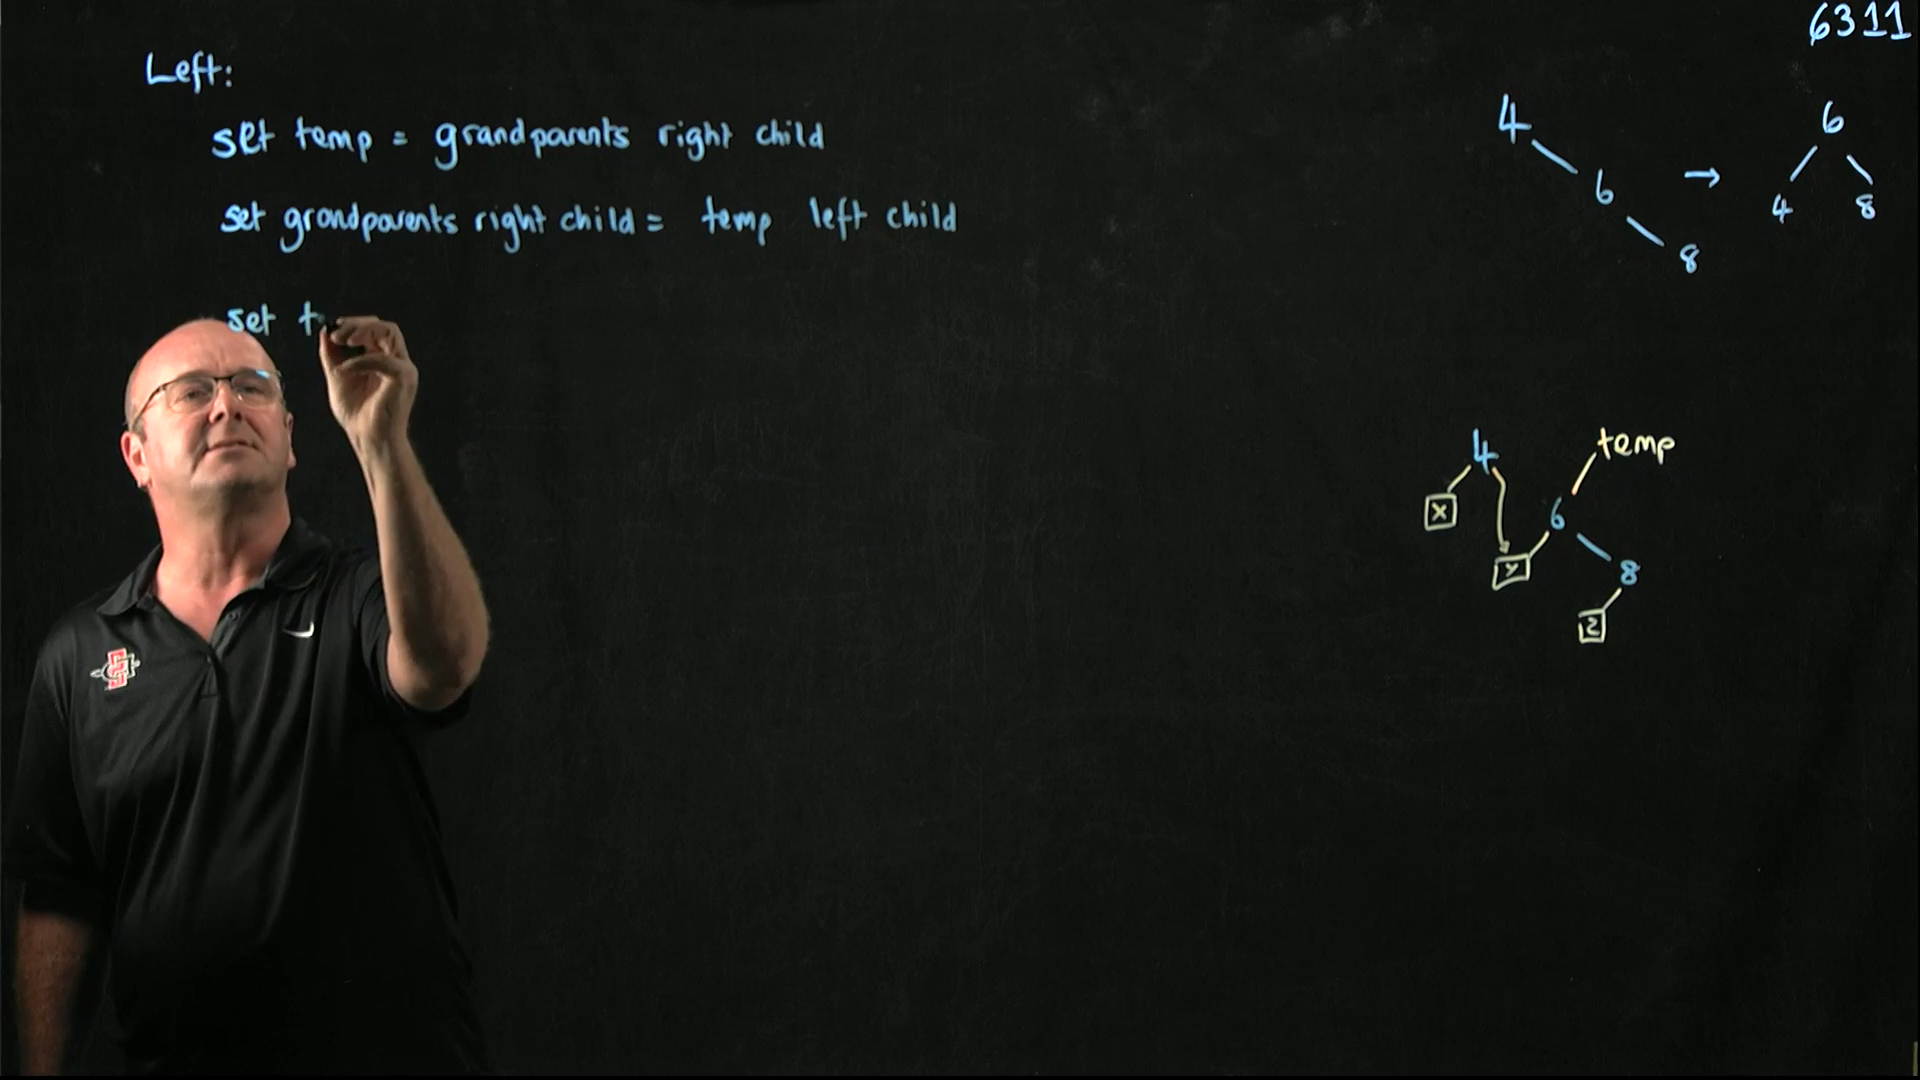 6311
Left:
set temp = grandparents right child
set grandparents right child = temp left child
set
4 6
6 → 4 8
8
4 temp
X 6
Y 8
Z